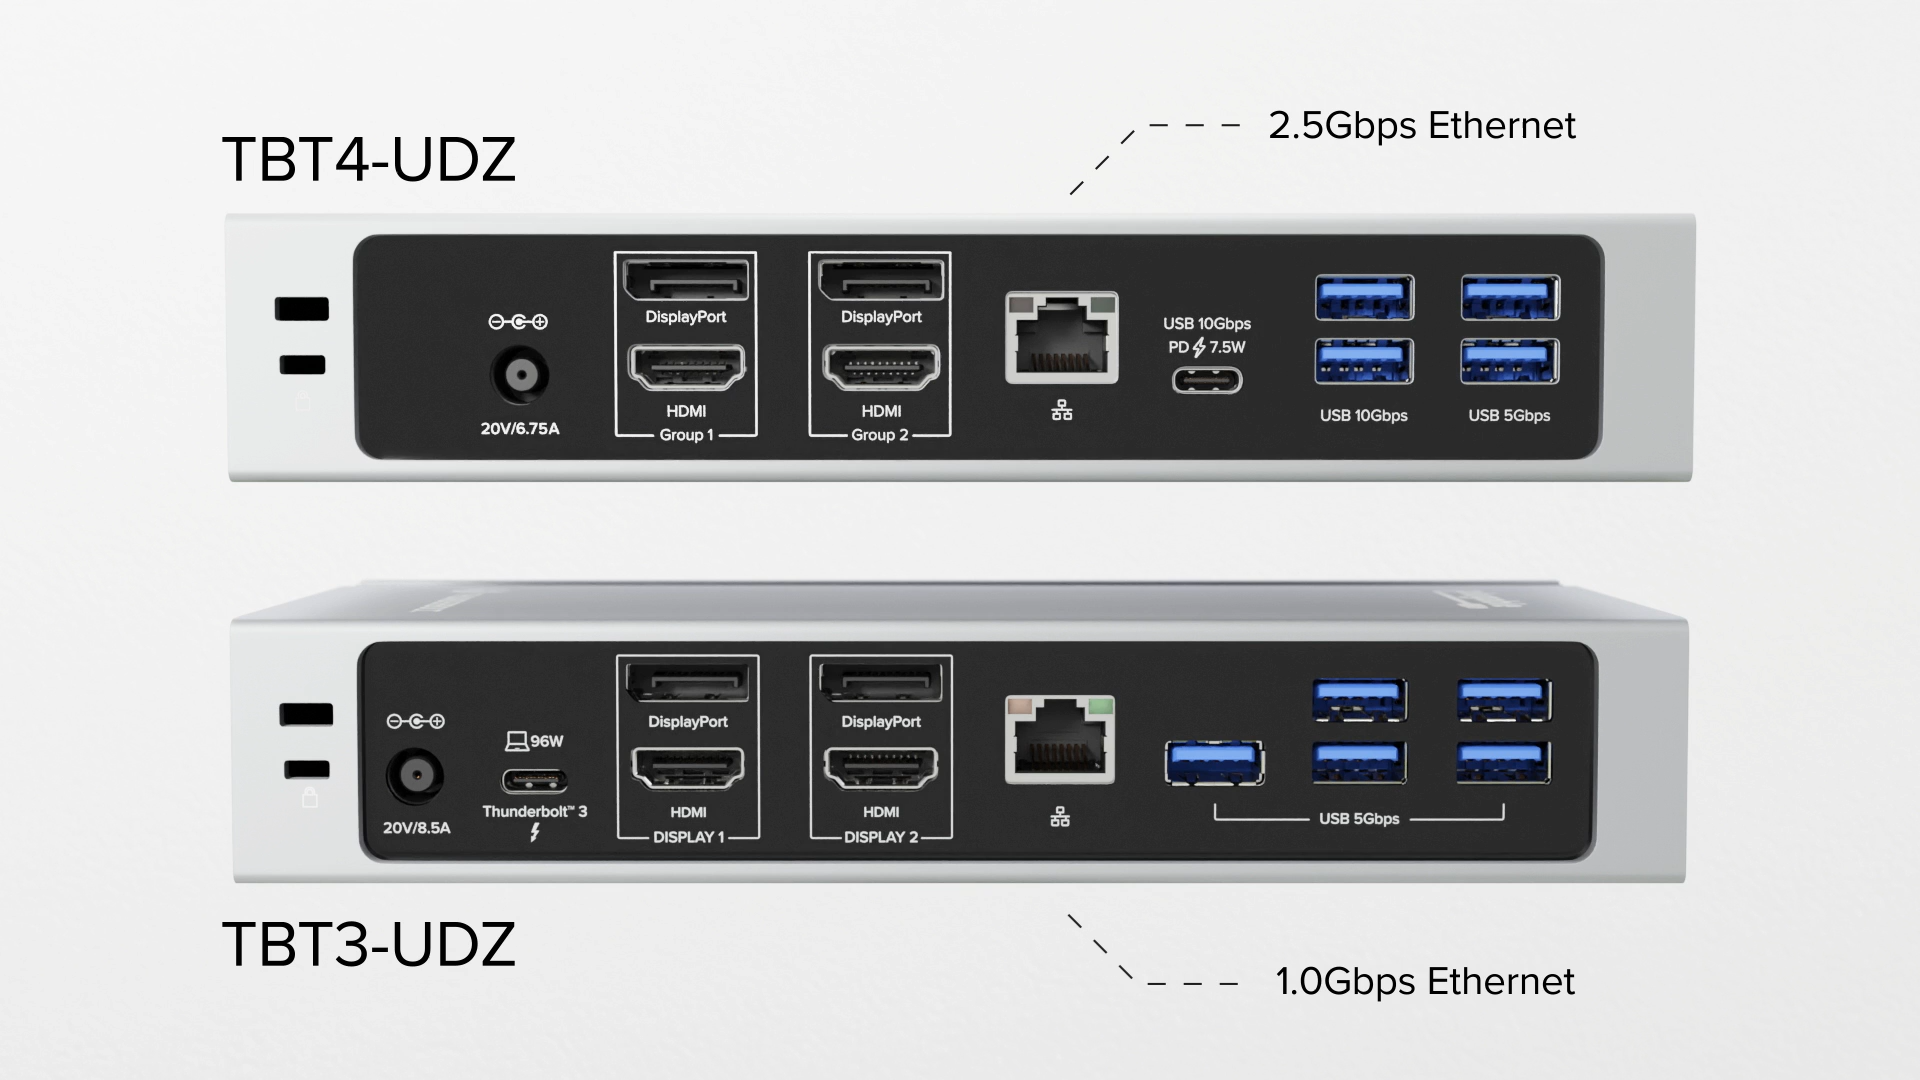 TBT4-UDZ
2.5Gbps Ethernet
20V/6.75A
DisplayPort
HDMI
Group 1
DisplayPort
HDMI
Group 2
USB 10Gbps
PD 7.5W
USB 10Gbps
USB 5Gbps
20V/8.5A
96W
Thunderbolt™ 3
DisplayPort
HDMI
DISPLAY 1
DisplayPort
HDMI
DISPLAY 2
USB 5Gbps
TBT3-UDZ
1.0Gbps Ethernet